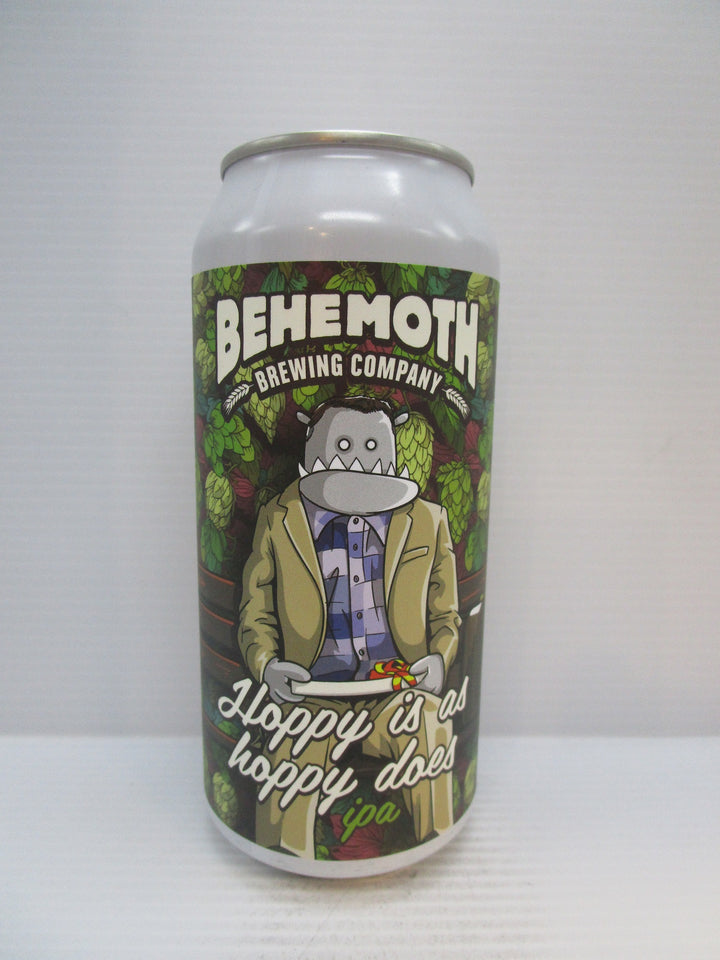 BEHEMOTH
BREWING COMPANY
Hoppy is as
hoppy does
ipa